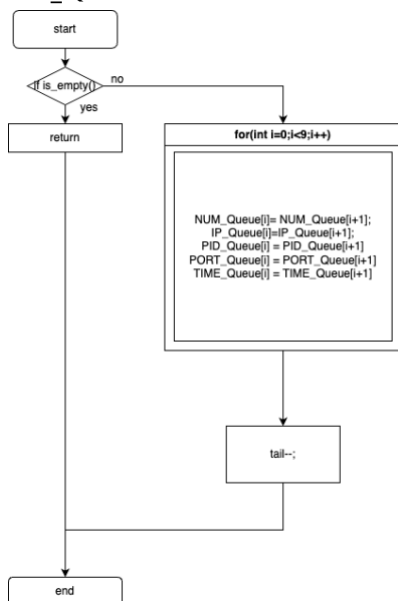 start
If is_empty()
no
yes
return
for(int i=0;i<9;i++)
NUM_Queue[i]= NUM_Queue[i+1];
IP_Queue[i]=IP_Queue[i+1];
PID_Queue[i] = PID_Queue[i+1]
PORT_Queue[i] = PORT_Queue[i+1]
TIME_Queue[i] = TIME_Queue[i+1]
tail--;
end